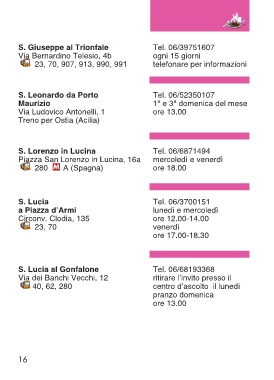 S. Giuseppe al Trionfale
Via Bernardino Telesio, 4b
23, 70, 907, 913, 990, 991
Tel. 06/39751607
ogni 15 giorni
telefonare per informazioni
S. Leonardo da Porto
Maurizio
Via Ludovico Antonelli, 1
Treno per Ostia (Acilia)
Tel. 06/52350107
1ª e 3ª domenica del mese
ore 13.00
S. Lorenzo in Lucina
Piazza San Lorenzo in Lucina, 16a
280 M A (Spagna)
Tel. 06/6871494
mercoledì e venerdì
ore 18.00
S. Lucia
a Piazza d'Armi
Circonv. Clodia, 135
23, 70
Tel. 06/3700151
lunedì e mercoledì
ore 12.00-14.00
venerdì
ore 17.00-18.30
S. Lucia al Gonfalone
Via dei Banchi Vecchi, 12
40, 62, 280
Tel. 06/68193368
ritirare l'invito presso il
centro d'ascolto il lunedì
pranzo domenica
ore 13.00
16